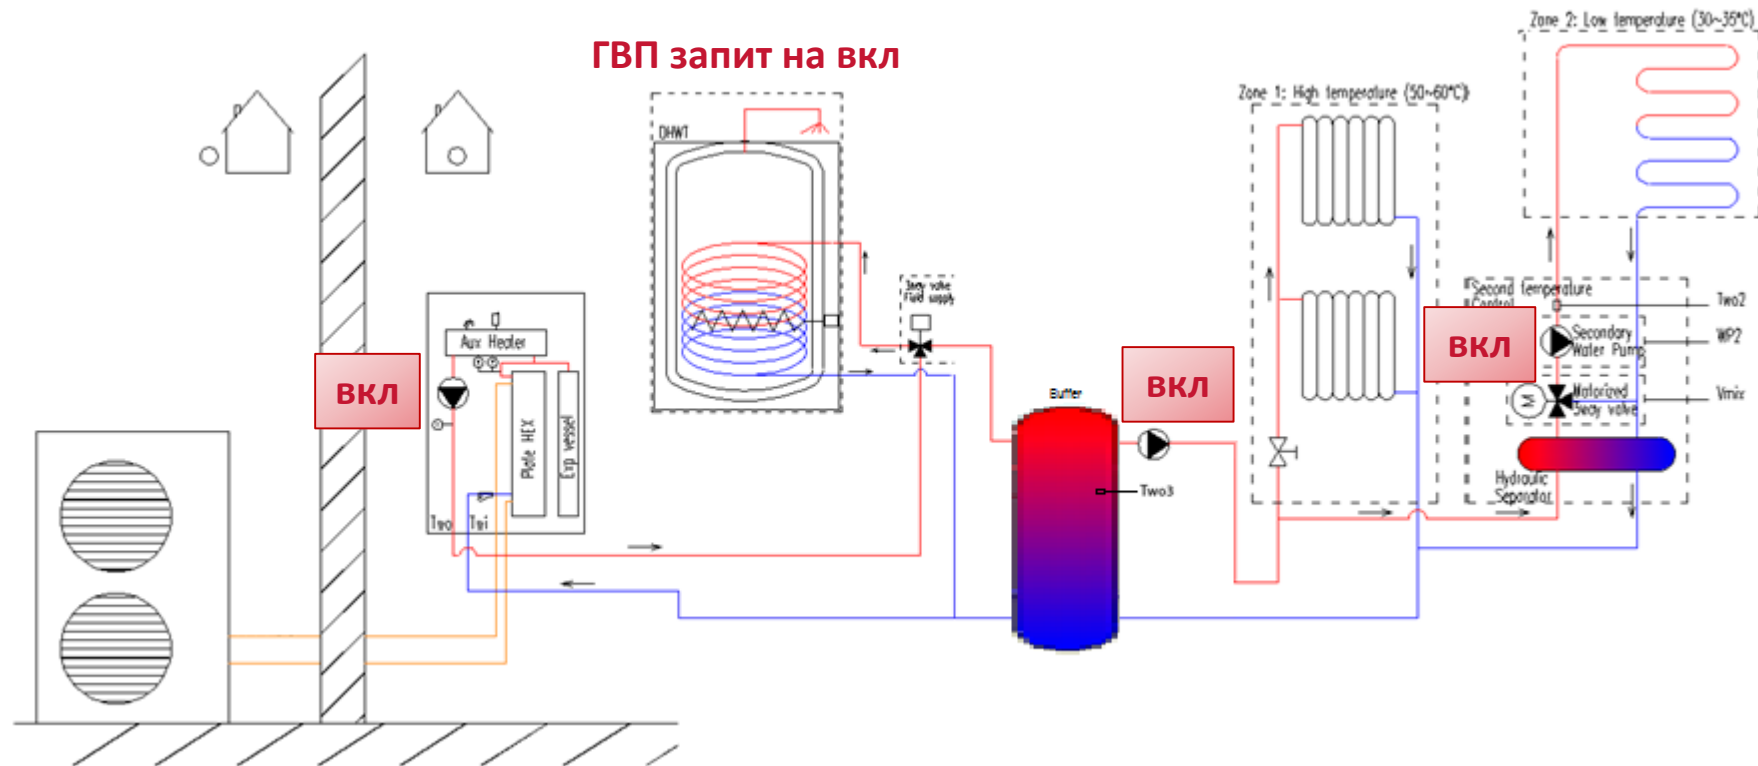 Zone 2: Low temperature (30~35°C)
ГВП запит на вкл
Zone 1: High temperature (50~60°C)
DHWT
3way valve
Fluid supply
Second temperature
Control
Two2
Aux Heater
ВКЛ
Secondary
Water Pump
WP2
ВКЛ
ВКЛ
Buffer
M
Motorized
3way valve
Vmix
Plate HEX
Exp vessel
Hydraulic
Separator
Two3
Two
Twi